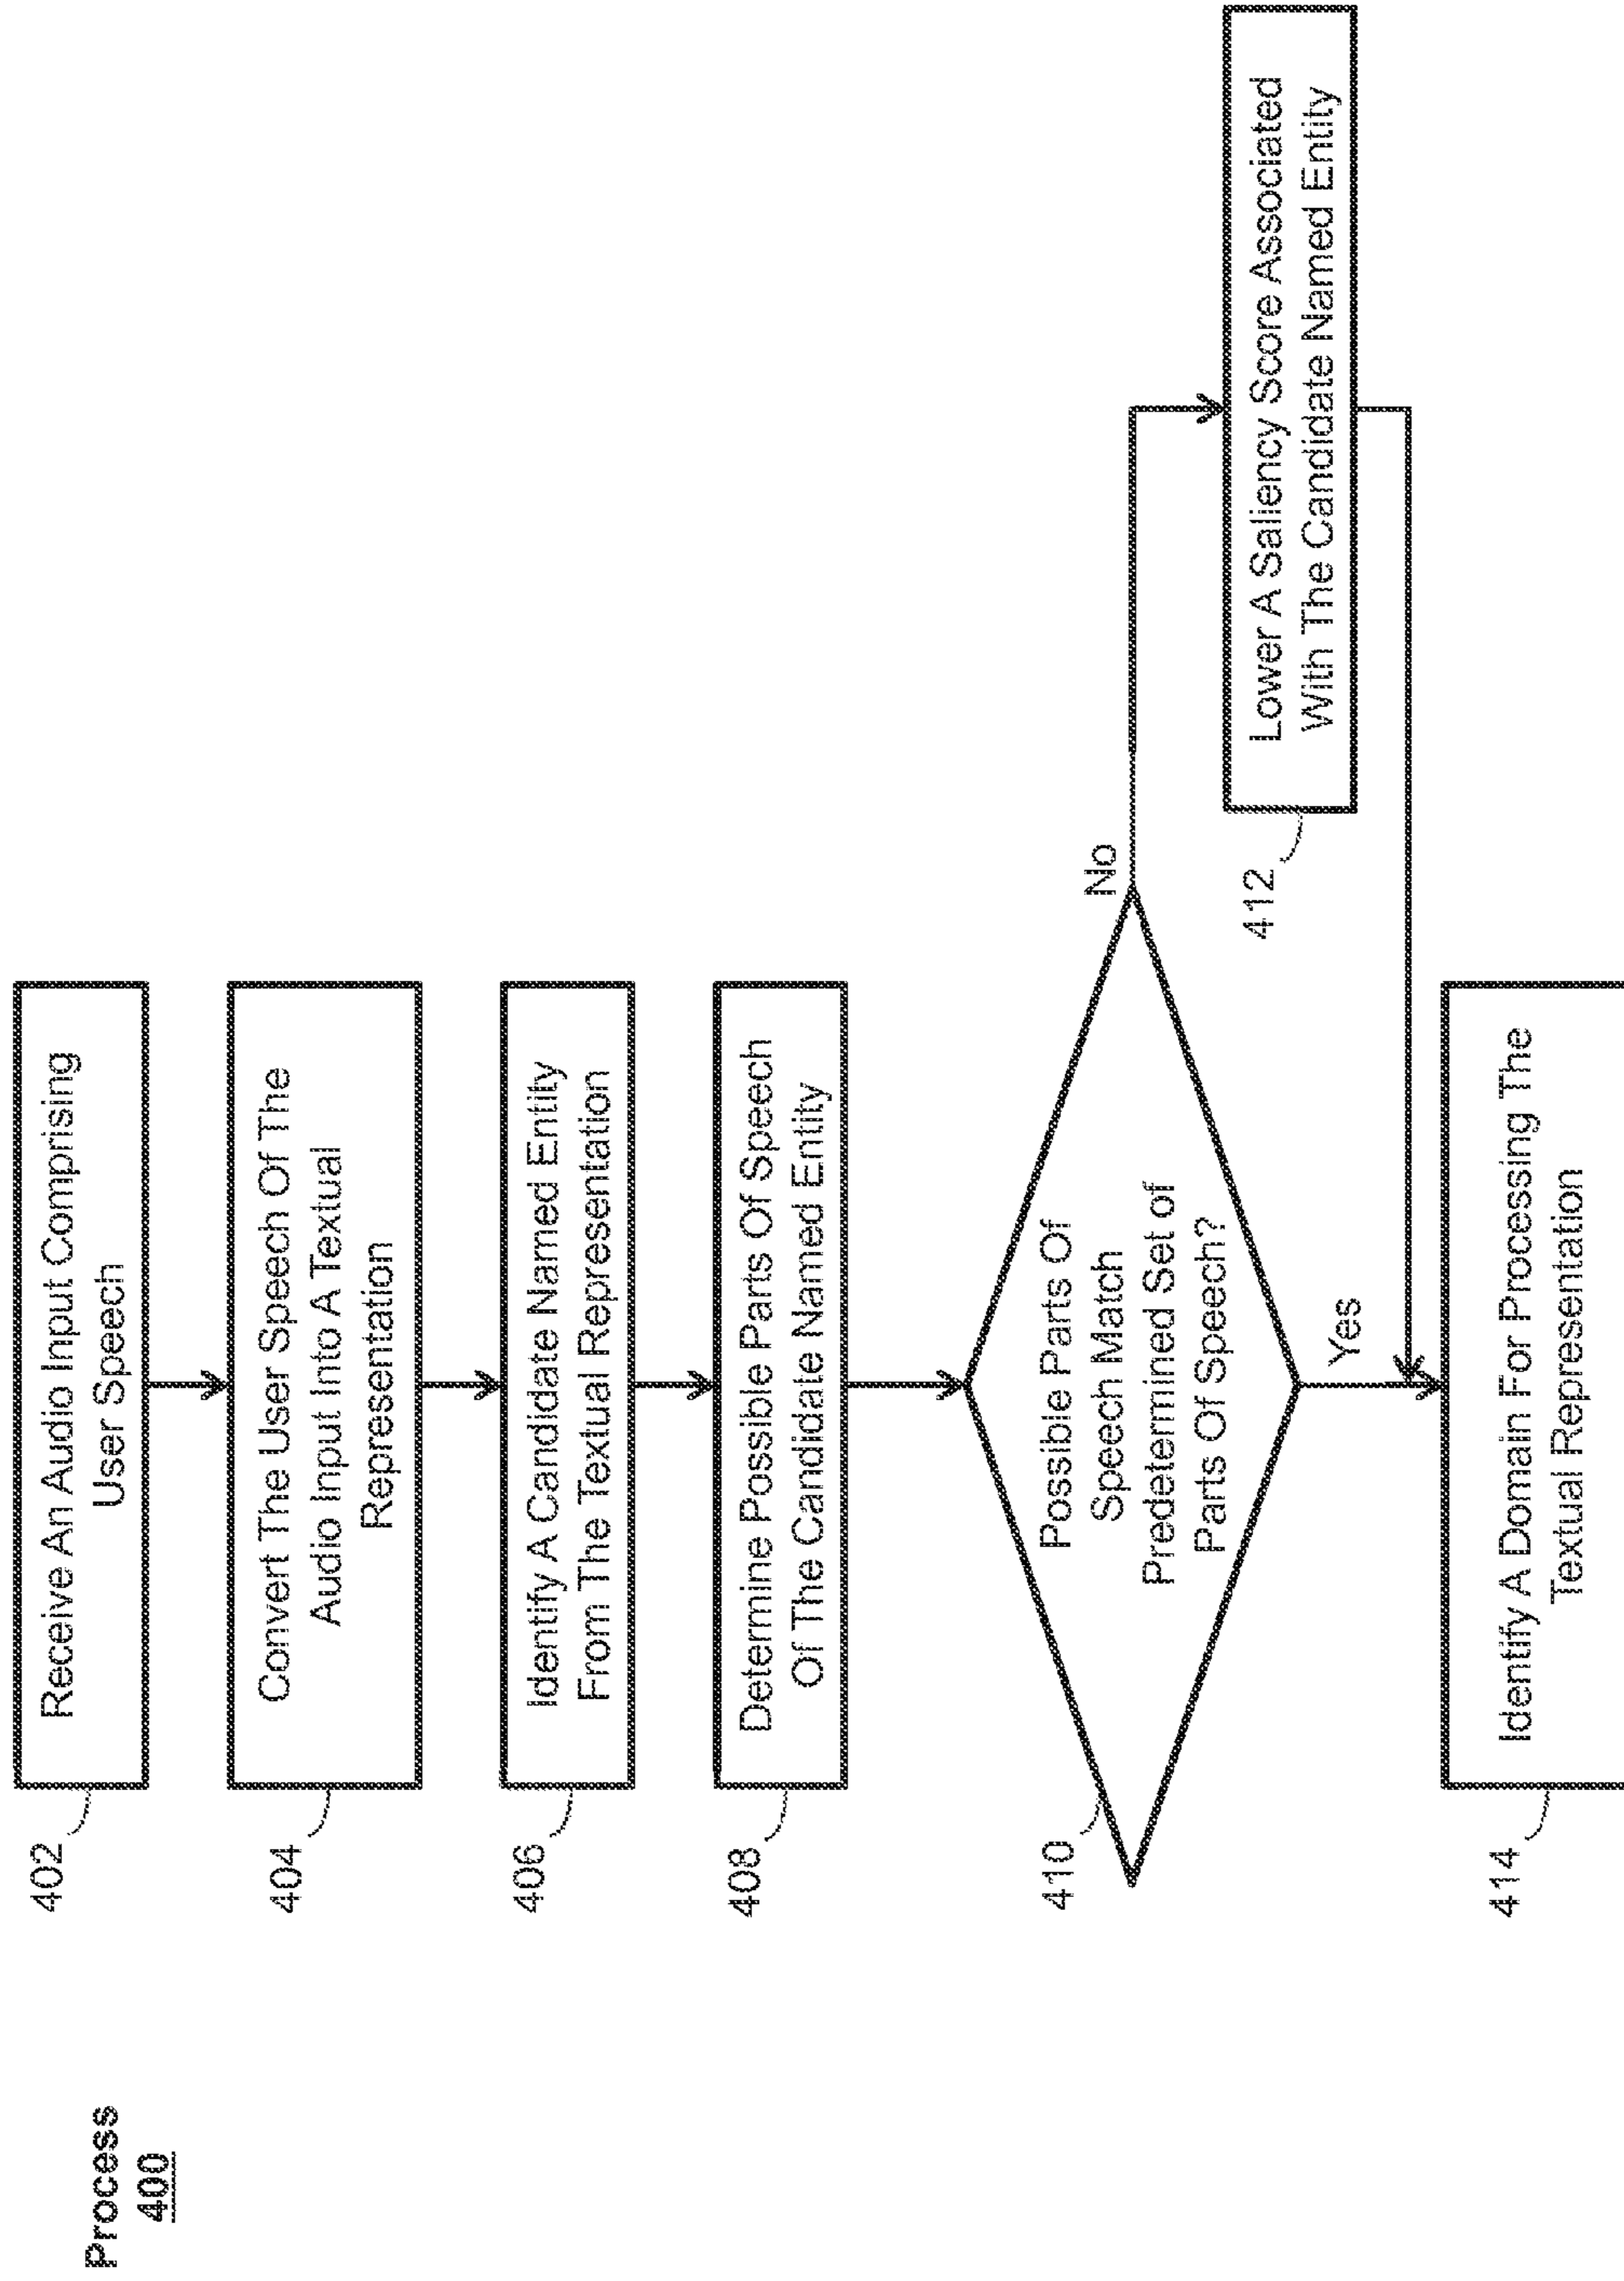 Process
400
402
Receive An Audio Input Comprising
User Speech
404
Convert The User Speech Of The
Audio Input Into A Textual
Representation
406
Identify A Candidate Named Entity
From The Textual Representation
408
Determine Possible Parts Of Speech
Of The Candidate Named Entity
410
Possible Parts Of
Speech Match
Predetermined Set of
Parts Of Speech?
No
412
Lower A Saliency Score Associated
With The Candidate Named Entity
Yes
414
Identify A Domain For Processing The
Textual Representation